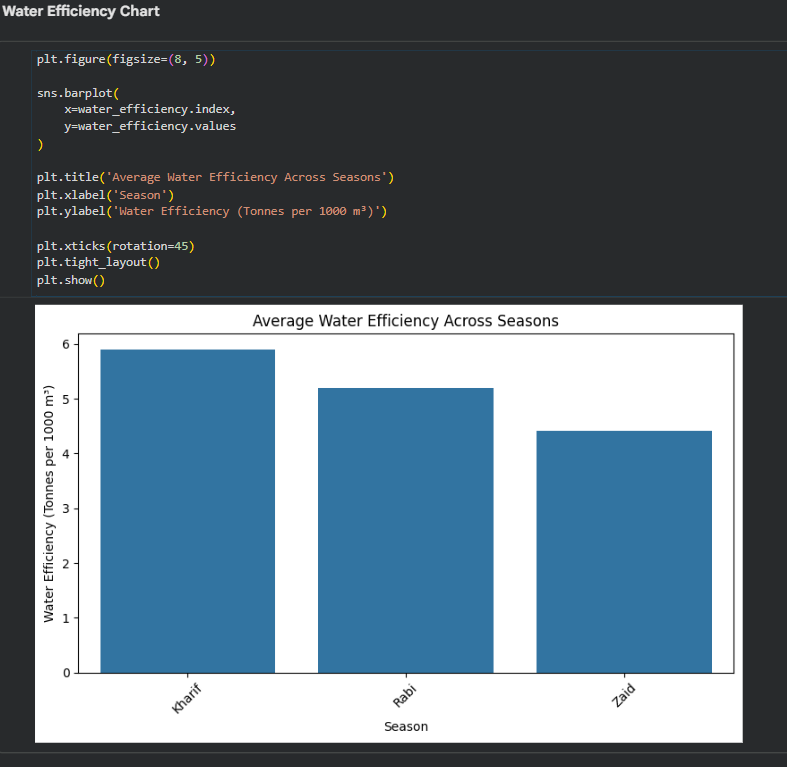 Water Efficiency Chart
plt.figure(figsize=(8, 5))
sns.barplot(
    x=water_efficiency.index,
    y=water_efficiency.values
)
plt.title('Average Water Efficiency Across Seasons')
plt.xlabel('Season')
plt.ylabel('Water Efficiency (Tonnes per 1000 m³)')
plt.xticks(rotation=45)
plt.tight_layout()
plt.show()
Average Water Efficiency Across Seasons
Water Efficiency (Tonnes per 1000 m³)
6
5
4
3
2
1
0
Kharif
Rabi
Zaid
Season